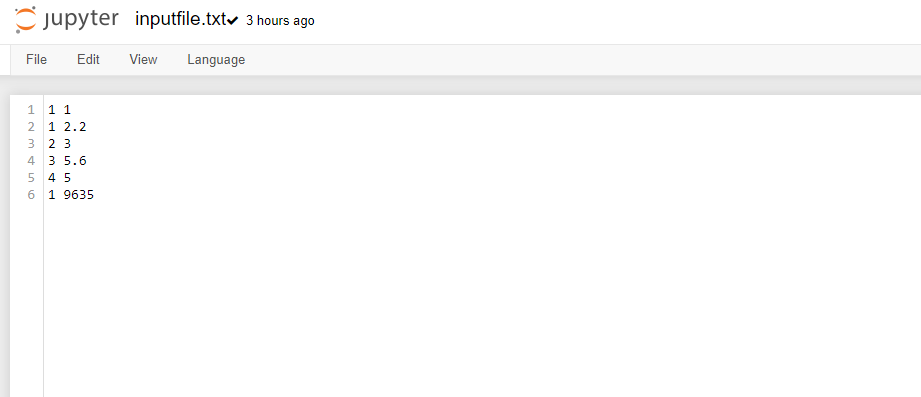 jupyter inputfile.txt✔ 3 hours ago
File Edit View Language
1 1 1
2 1 2.2
3 2 3
4 3 5.6
5 4 5
6 1 9635